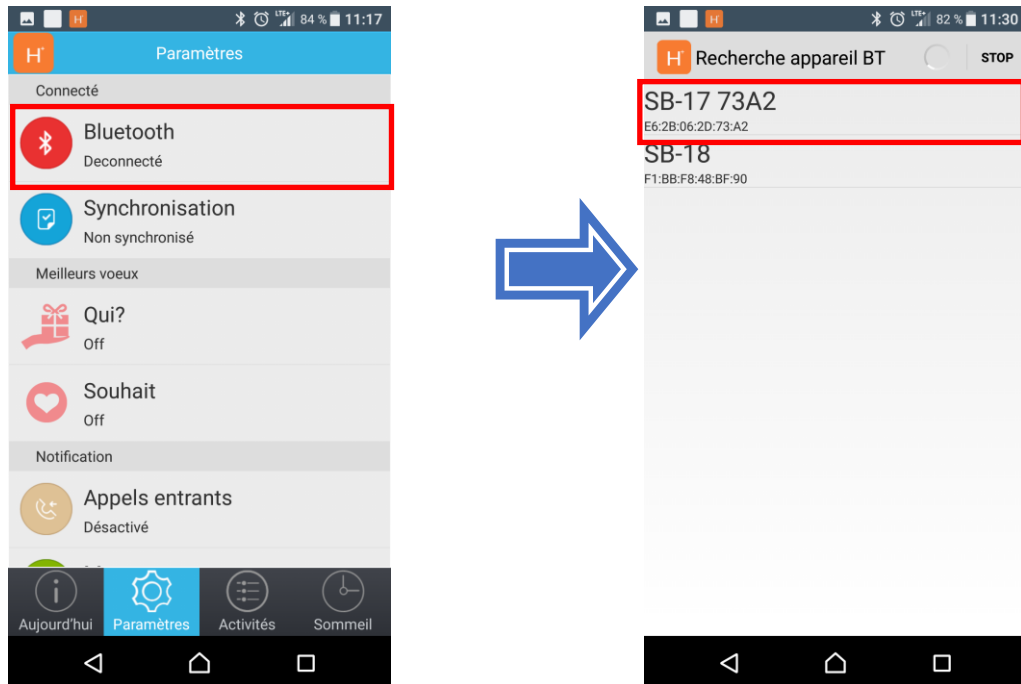 H
84 % 11:17
H Paramètres
Connecté
Bluetooth
Deconnecté
Synchronisation
Non synchronisé
Meilleurs voeux
Qui?
Off
Souhait
Off
Notification
Appels entrants
Désactivé
i
Aujourd'hui Paramètres Activités Sommeil
H
LTE+ 82 % 11:30
H Recherche appareil BT STOP
SB-17 73A2
E6:2B:06:2D:73:A2
SB-18
F1:BB:F8:48:BF:90